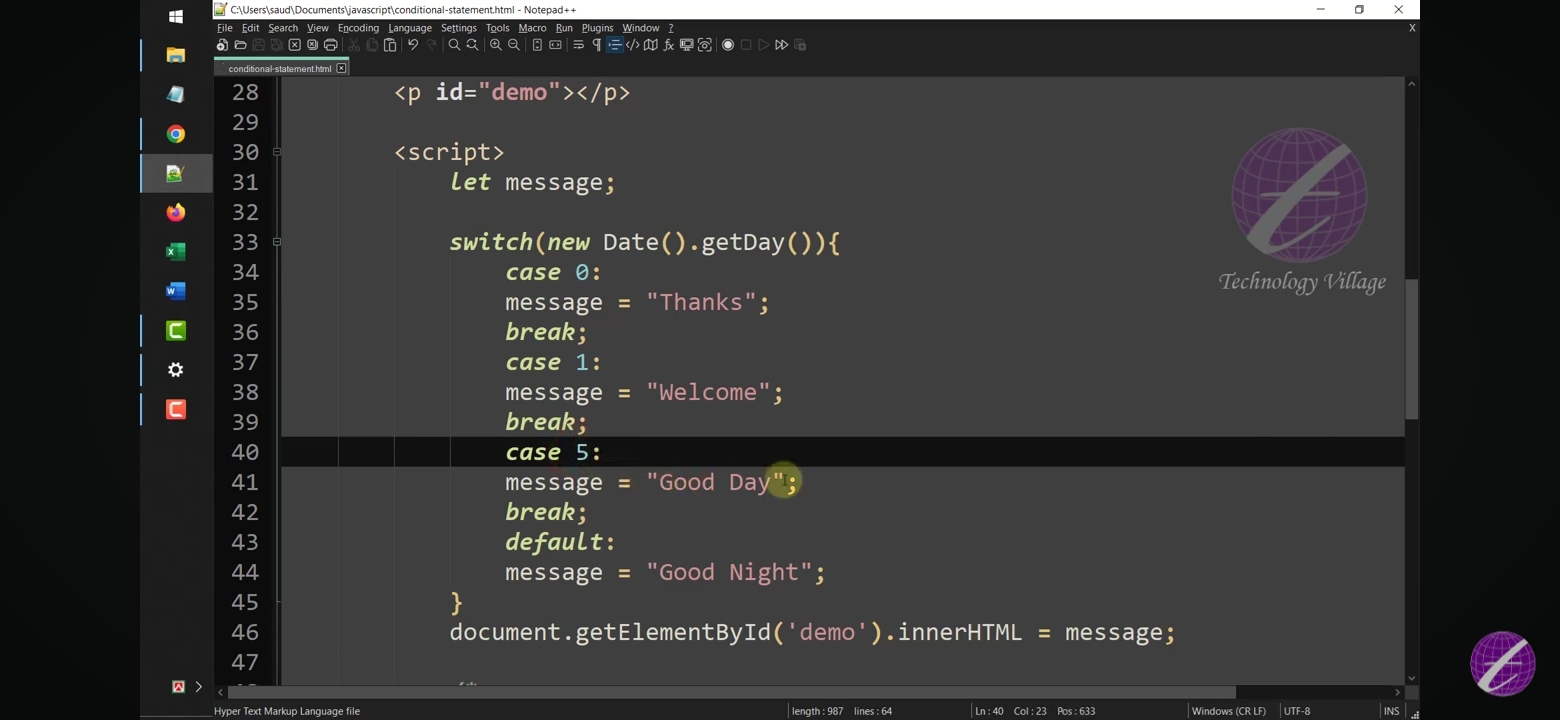 C:\Users\saud\Documents\javascript\conditional-statement.html - Notepad++
File Edit Search View Encoding Language Settings Tools Macro Run Plugins Window ? X
conditional-statement.html
28 <p id="demo"></p>
29
30 <script>
31 let message;
32
33 switch(new Date().getDay()){
34 case 0:
35 message = "Thanks";
36 break;
37 case 1:
38 message = "Welcome";
39 break;
40 case 5:
41 message = "Good Day";
42 break;
43 default:
44 message = "Good Night";
45 }
46 document.getElementById('demo').innerHTML = message;
47
Technology Village
Hyper Text Markup Language file length : 987 lines : 64 Ln : 40 Col : 23 Pos : 633 Windows (CR LF) UTF-8 INS